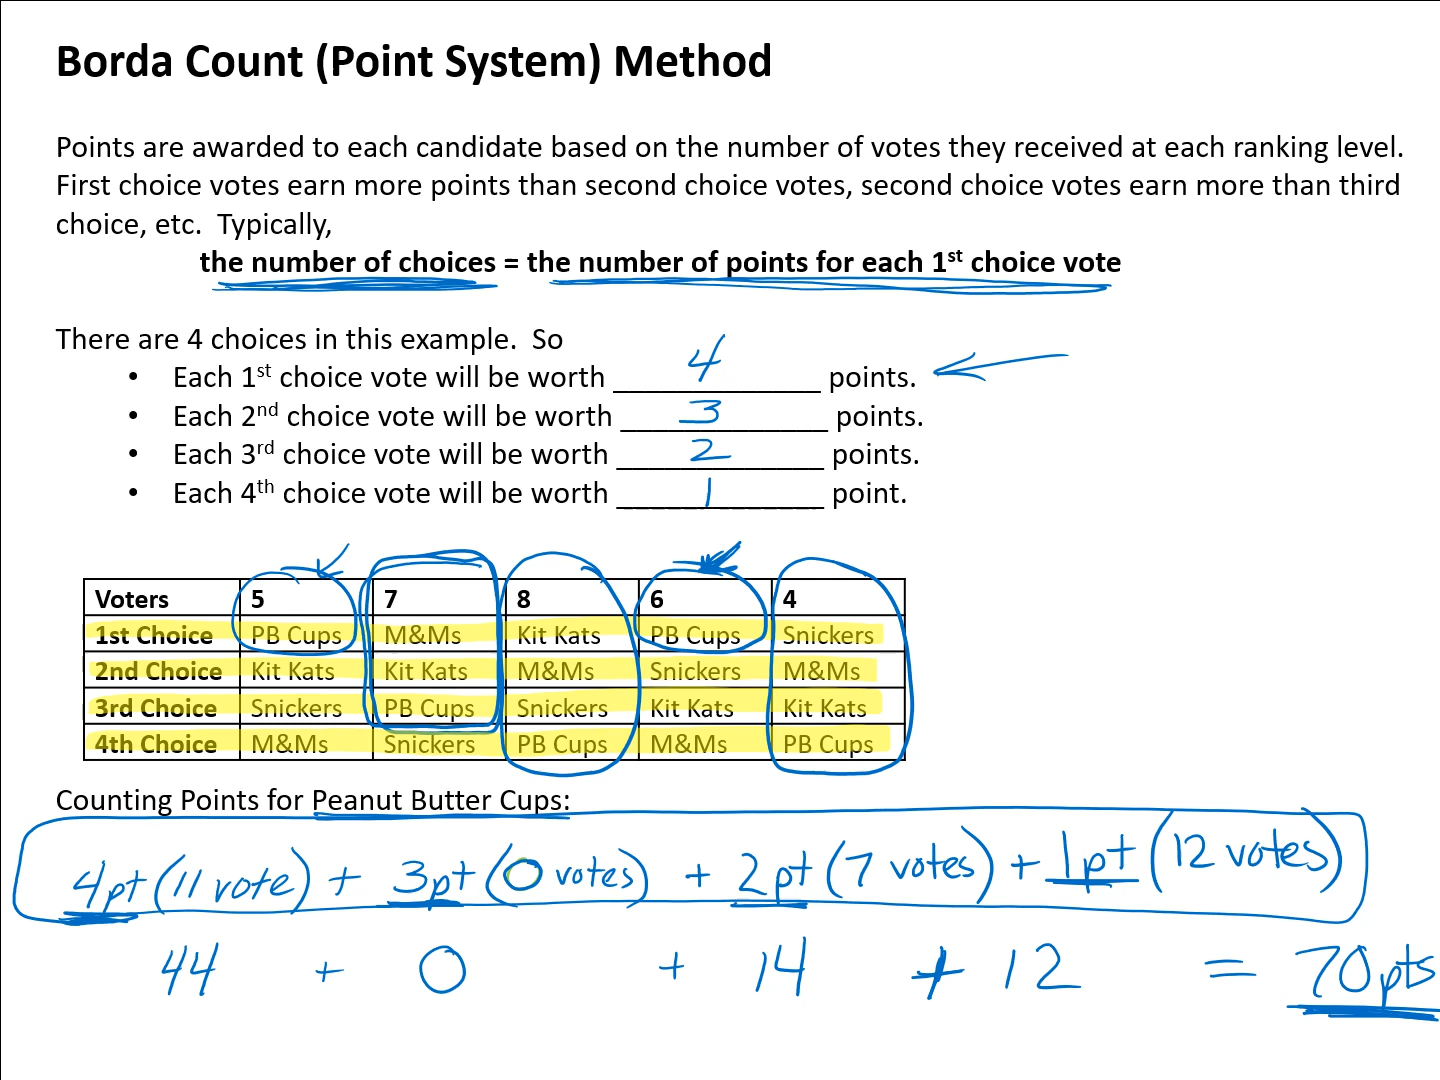 Borda Count (Point System) Method
Points are awarded to each candidate based on the number of votes they received at each ranking level.
First choice votes earn more points than second choice votes, second choice votes earn more than third
choice, etc. Typically,
the number of choices = the number of points for each 1st choice vote
There are 4 choices in this example. So
• Each 1st choice vote will be worth 4 points.
• Each 2nd choice vote will be worth 3 points.
• Each 3rd choice vote will be worth 2 points.
• Each 4th choice vote will be worth 1 point.
Voters 5 7 8 6 4
1st Choice PB Cups M&Ms Kit Kats PB Cups Snickers
2nd Choice Kit Kats Kit Kats M&Ms Snickers M&Ms
3rd Choice Snickers PB Cups Snickers Kit Kats Kit Kats
4th Choice M&Ms Snickers PB Cups M&Ms PB Cups
Counting Points for Peanut Butter Cups:
4pt (11 vote) + 3pt (0 votes) + 2pt (7 votes) + 1pt (12 votes)
44 + 0 + 14 + 12 = 70pts